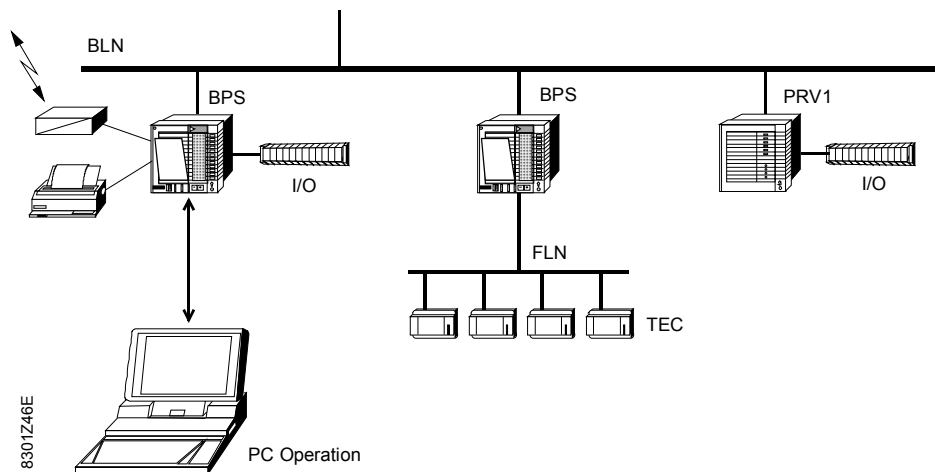 BLN
BPS
BPS
PRV1
I/O
I/O
FLN
TEC
PC Operation
8301Z46E